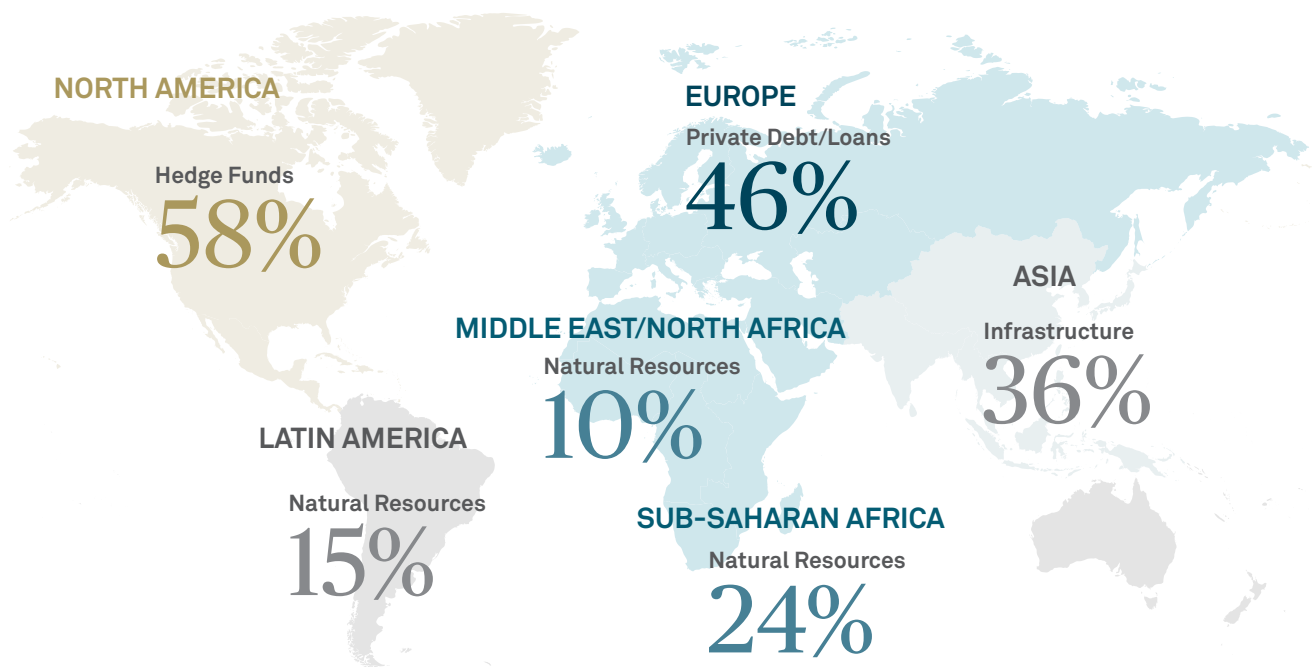 NORTH AMERICA
Hedge Funds
58%
EUROPE
Private Debt/Loans
46%
ASIA
Infrastructure
36%
MIDDLE EAST/NORTH AFRICA
Natural Resources
10%
LATIN AMERICA
Natural Resources
15%
SUB-SAHARAN AFRICA
Natural Resources
24%